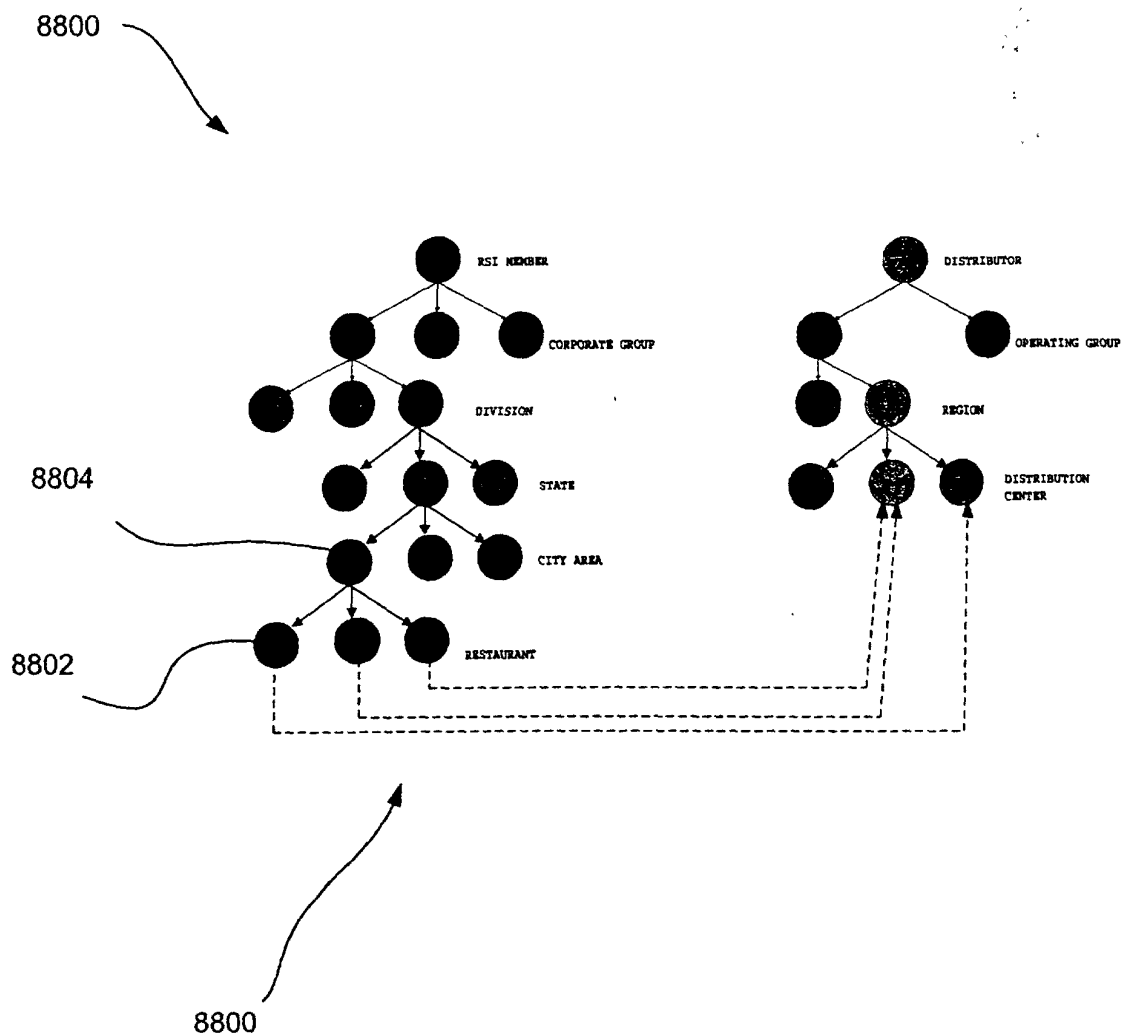 8800
RSI MEMBER
DISTRIBUTOR
CORPORATE GROUP
OPERATING GROUP
DIVISION
REGION
8804
STATE
DISTRIBUTION
CENTER
CITY AREA
8802
RESTAURANT
8800